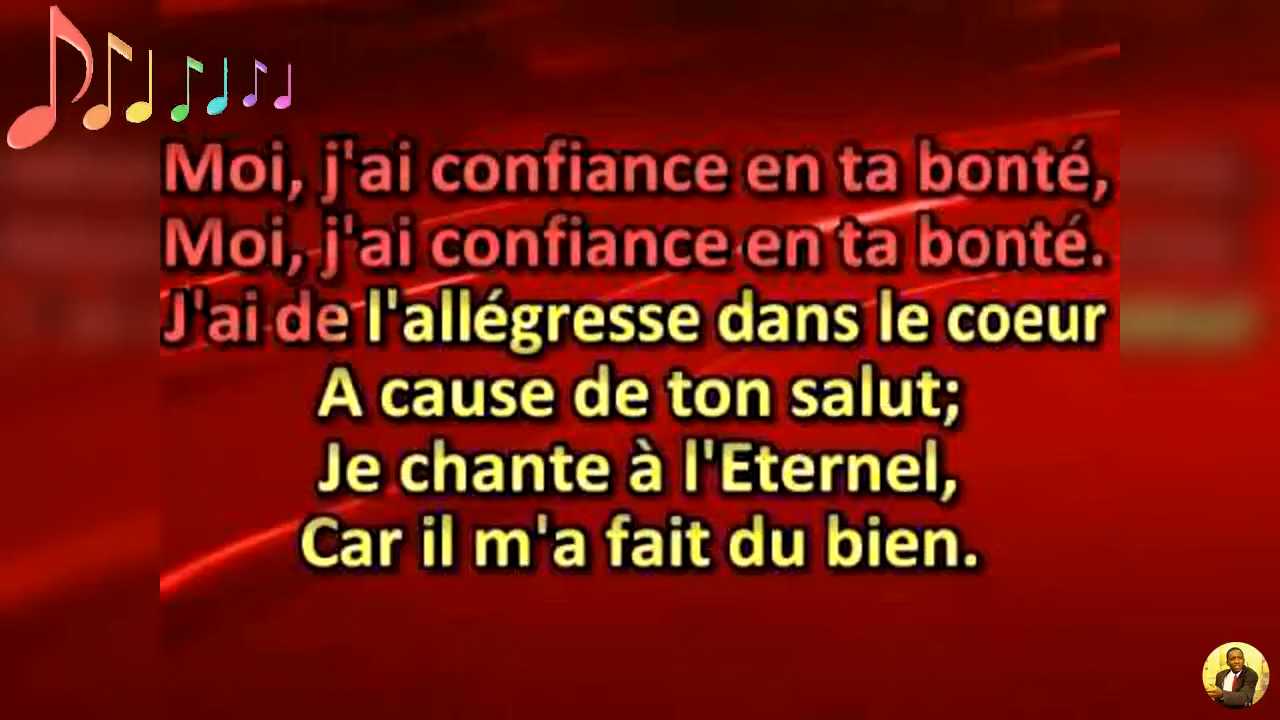 Moi, j'ai confiance en ta bonté,
Moi, j'ai confiance en ta bonté.
J'ai de l'allégresse dans le coeur
A cause de ton salut;
Je chante à l'Eternel,
Car il m'a fait du bien.